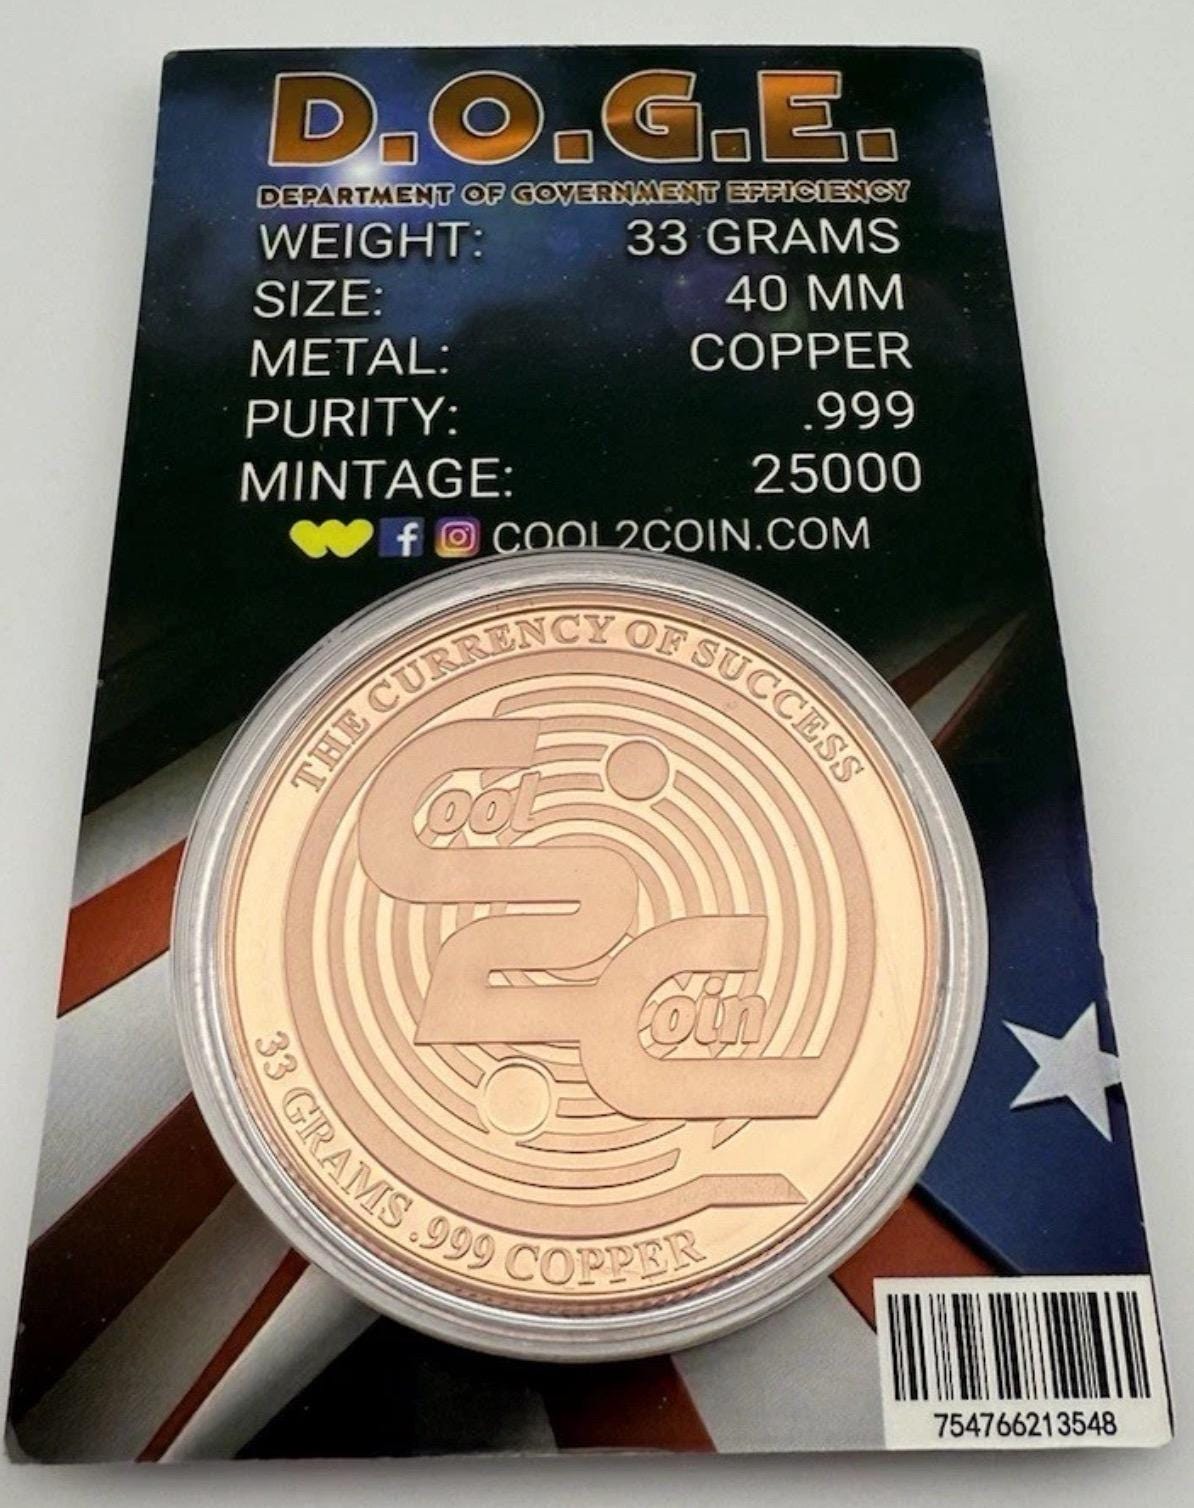 D.O.G.E.
DEPARTMENT OF GOVERNMENT EFFICIENCY
WEIGHT: 33 GRAMS
SIZE: 40 MM
METAL: COPPER
PURITY: .999
MINTAGE: 25000
COOL2COIN.COM
THE CURRENCY OF SUCCESS
Cool
2
Coin
33 GRAMS .999 COPPER
754766213548